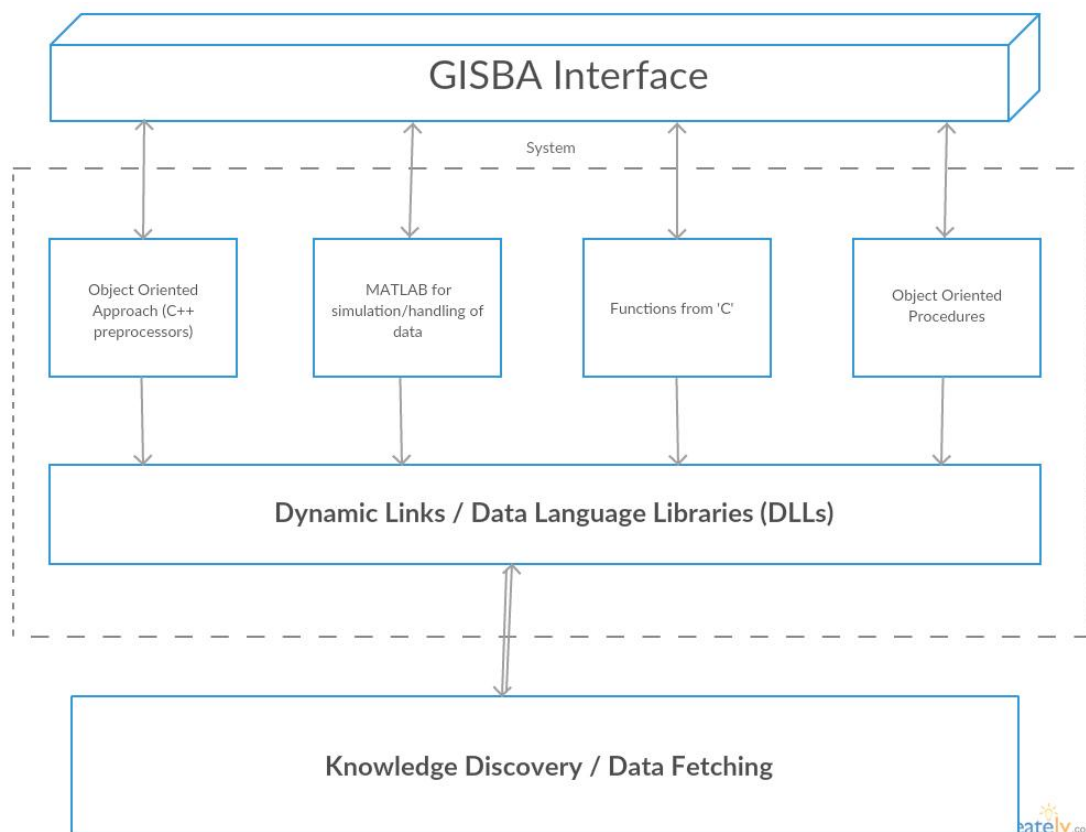 GISBA Interface
System
Object Oriented
Approach (C++
preprocessors)
MATLAB for
simulation/handling of
data
Functions from 'C'
Object Oriented
Procedures
Dynamic Links / Data Language Libraries (DLLs)
Knowledge Discovery / Data Fetching